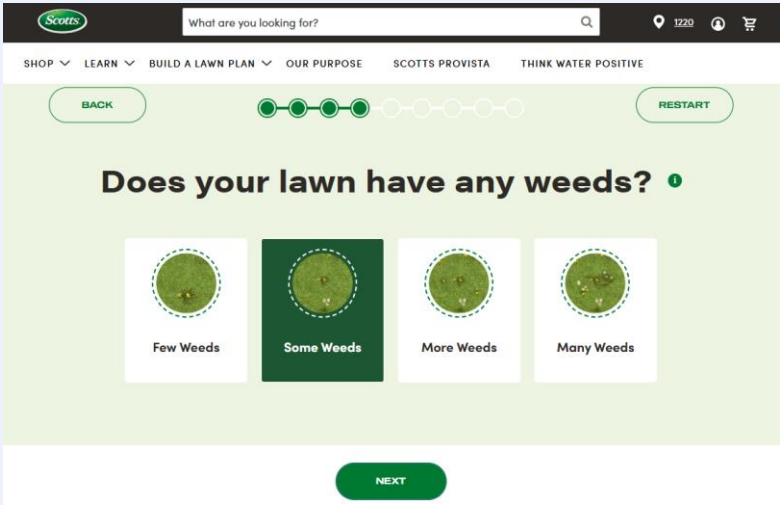 Scotts
What are you looking for?
1220
SHOP LEARN BUILD A LAWN PLAN OUR PURPOSE SCOTTS PROVISTA THINK WATER POSITIVE
BACK
RESTART
Does your lawn have any weeds? i
Few Weeds
Some Weeds
More Weeds
Many Weeds
NEXT